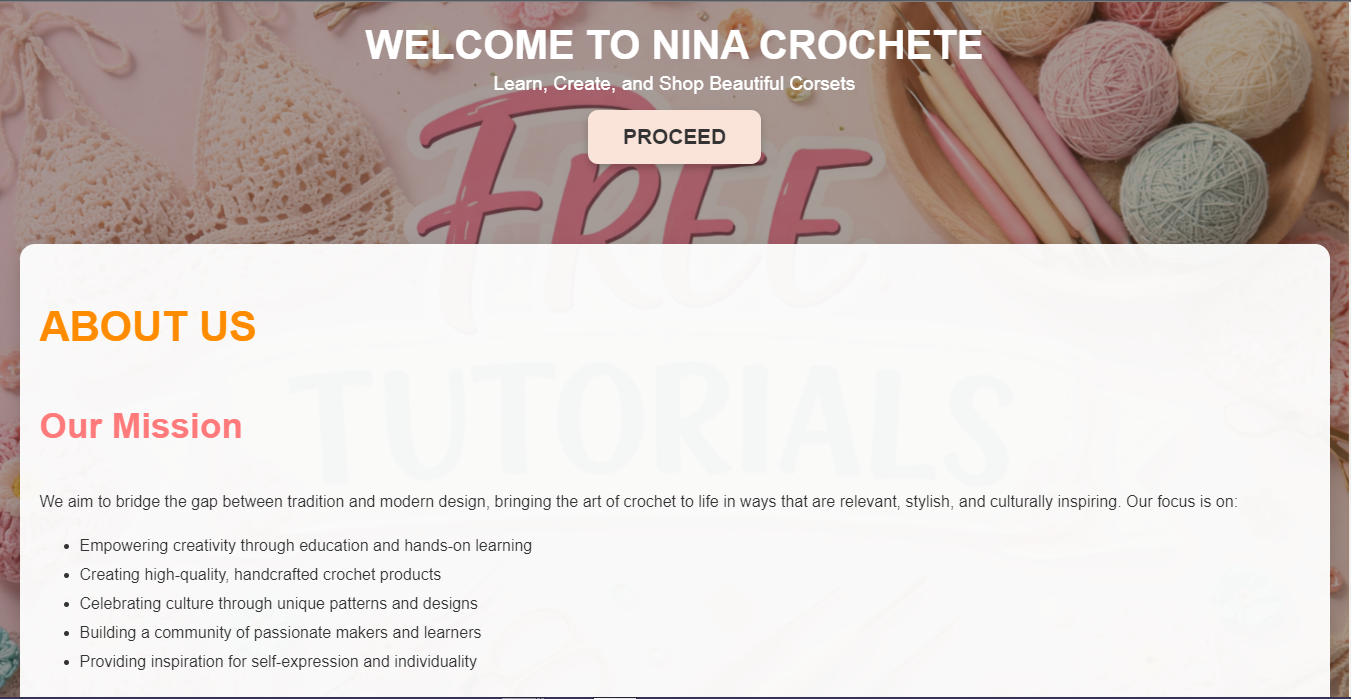 WELCOME TO NINA CROCHETE
Learn, Create, and Shop Beautiful Corsets
PROCEED
FREE
ABOUT US
TUTORIALS
Our Mission
We aim to bridge the gap between tradition and modern design, bringing the art of crochet to life in ways that are relevant, stylish, and culturally inspiring. Our focus is on:
• Empowering creativity through education and hands-on learning
• Creating high-quality, handcrafted crochet products
• Celebrating culture through unique patterns and designs
• Building a community of passionate makers and learners
• Providing inspiration for self-expression and individuality